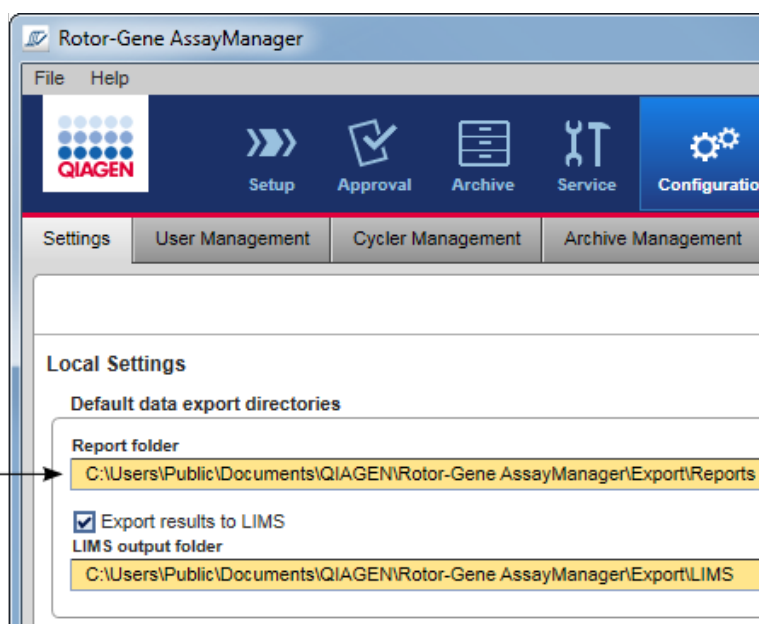 Rotor-Gene AssayManager
File Help
QIAGEN
Setup Approval Archive Service Configuratio
Settings User Management Cycler Management Archive Management
Local Settings
Default data export directories
Report folder
C:\Users\Public\Documents\QIAGEN\Rotor-Gene AssayManager\Export\Reports
Export results to LIMS
LIMS output folder
C:\Users\Public\Documents\QIAGEN\Rotor-Gene AssayManager\Export\LIMS